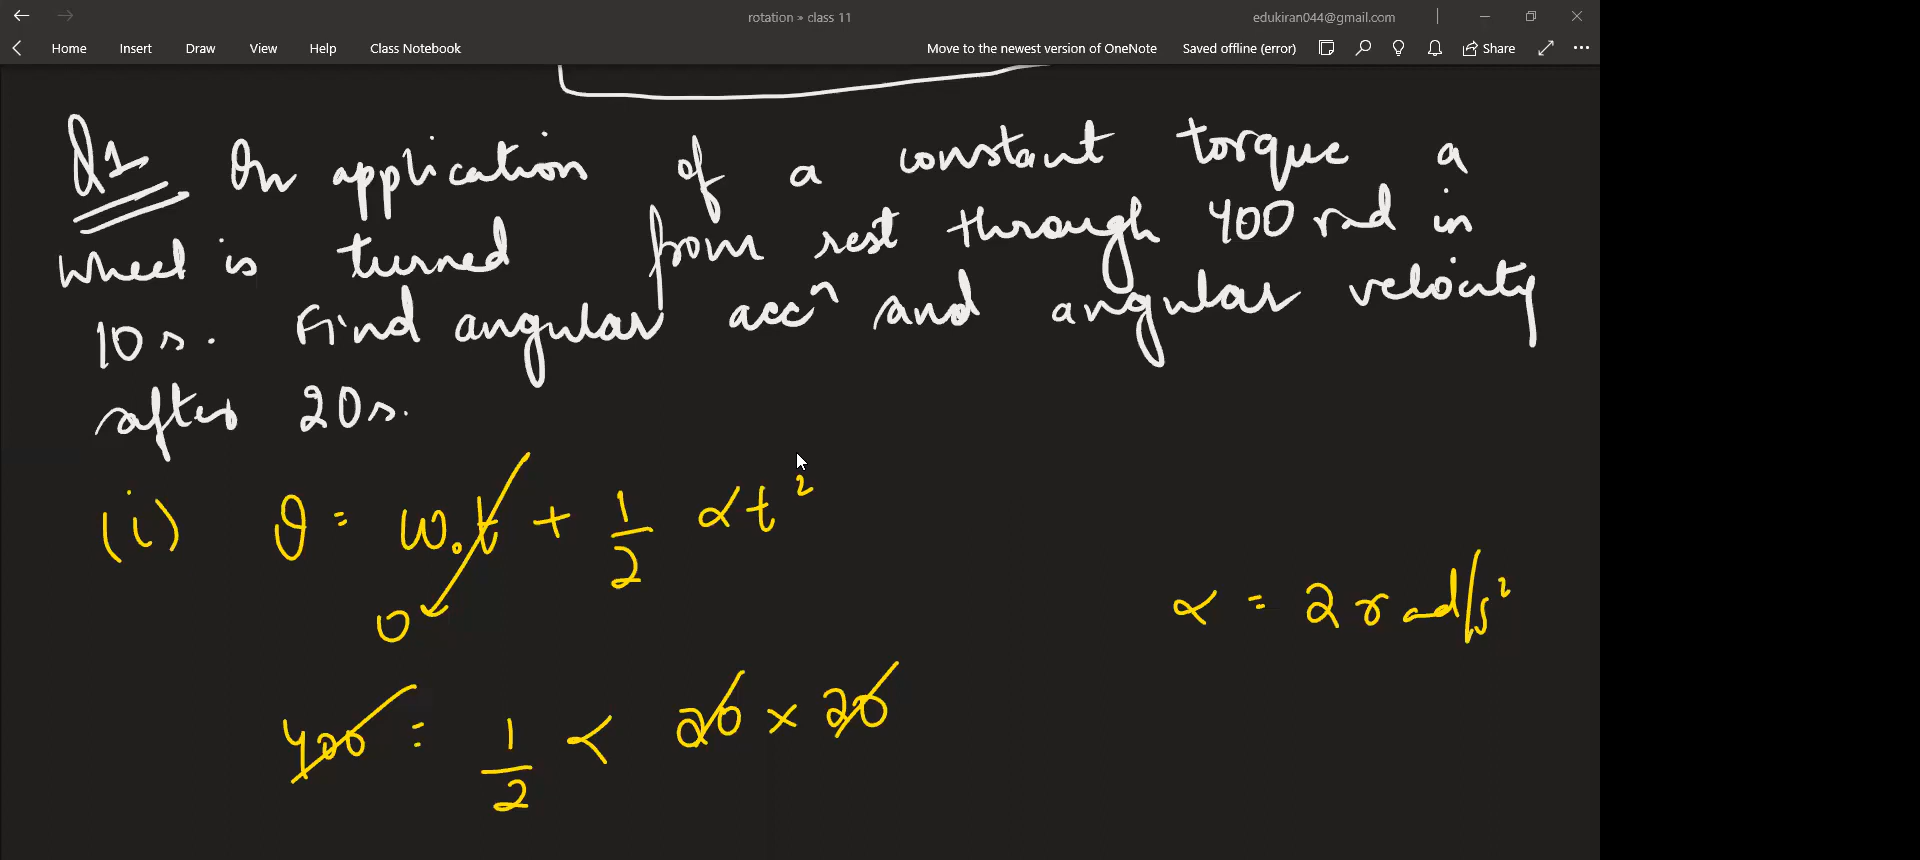 rotation » class 11
edukiran044@gmail.com
Home Insert Draw View Help Class Notebook
Move to the newest version of OneNote Saved offline (error) Share
Q1 On application of a constant torque a
wheel is turned from rest through 400 rad in
10s. Find angular accⁿ and angular velocity
after 20s.
(i) θ = ω₀t + 1/2 αt²
0
α = 2 rad/s²
400 = 1/2 α 20 × 20